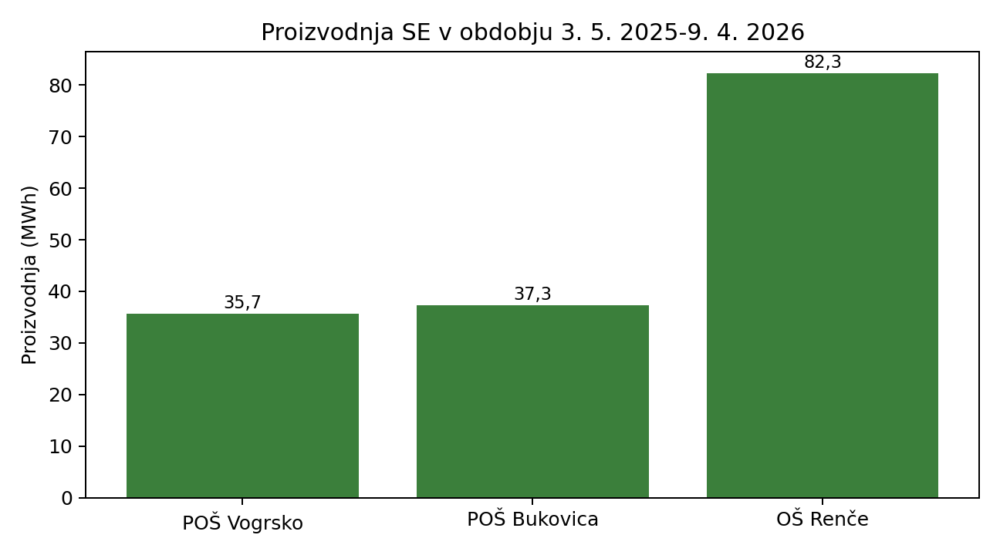 Proizvodnja SE v obdobju 3. 5. 2025-9. 4. 2026
Proizvodnja (MWh)
80
70
60
50
40
30
20
10
0
35,7
37,3
82,3
POŠ Vogrsko
POŠ Bukovica
OŠ Renče